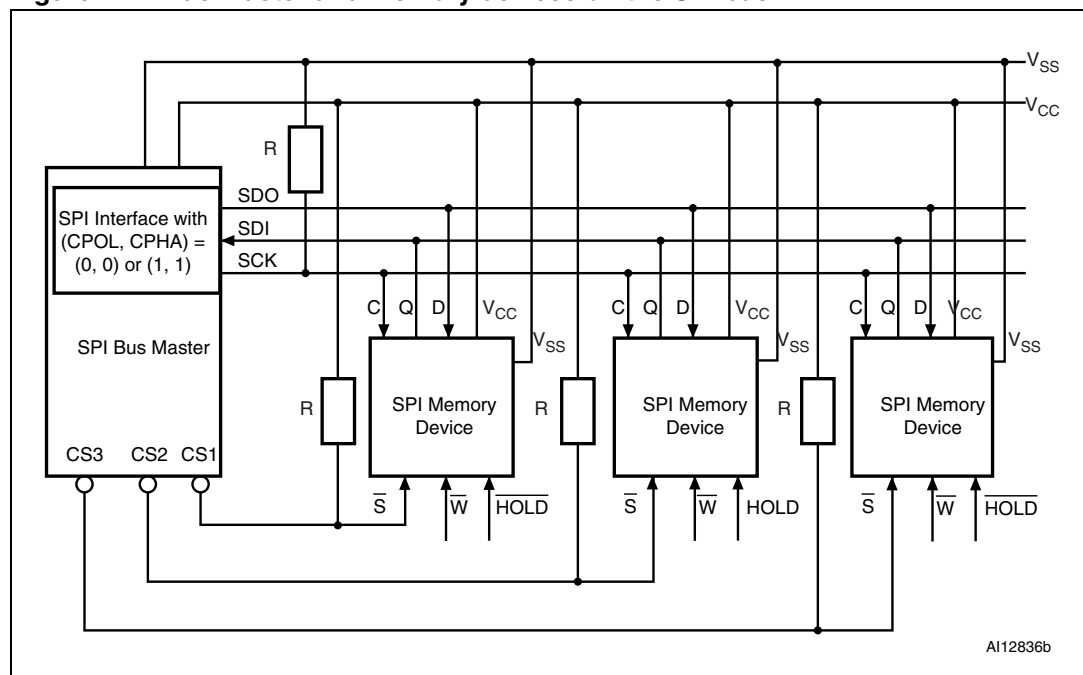 VSS
VCC
R
SDO
SPI Interface with
(CPOL, CPHA) =
(0, 0) or (1, 1)
SDI
SCK
SPI Bus Master
CS3 CS2 CS1
C Q D VCC
VSS
C Q D VCC
VSS
C Q D VCC
VSS
R
SPI Memory
Device
R
SPI Memory
Device
R
SPI Memory
Device
S̅ W̅ H̅O̅L̅D̅
S̅ W̅ HOLD
S̅ W̅ H̅O̅L̅D̅
AI12836b